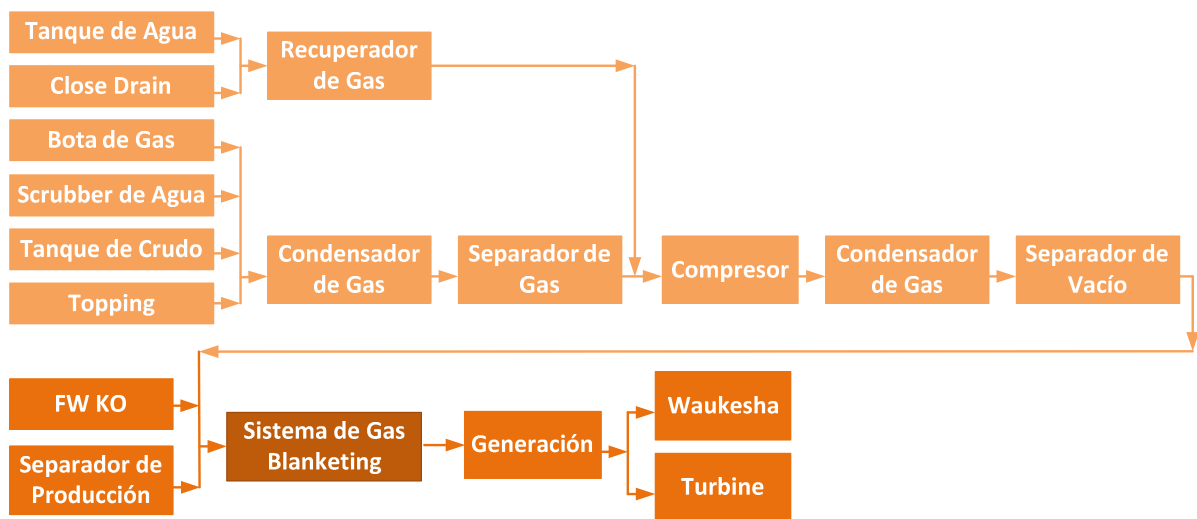 Tanque de Agua
Close Drain
Recuperador
de Gas
Bota de Gas
Scrubber de Agua
Tanque de Crudo
Topping
Condensador
de Gas
Separador de
Gas
Compresor
Condensador
de Gas
Separador de
Vacío
FW KO
Separador de
Producción
Sistema de Gas
Blanketing
Generación
Waukesha
Turbine